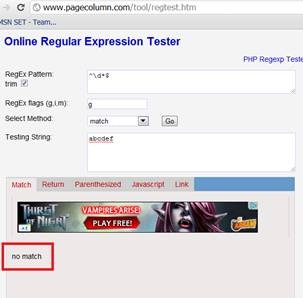 www.pagecolumn.com/tool/regtest.htm
MSN SET - Team...
Online Regular Expression Tester
PHP Regexp Teste
RegEx Pattern:
trim
^\d*$
RegEx flags (g,i,m):
g
Select Method:
match
Go
Testing String:
abcdef
Match Return Parenthesized Javascript Link
THIRST OF NIGHT
VAMPIRES ARISE
PLAY FREE!
no match